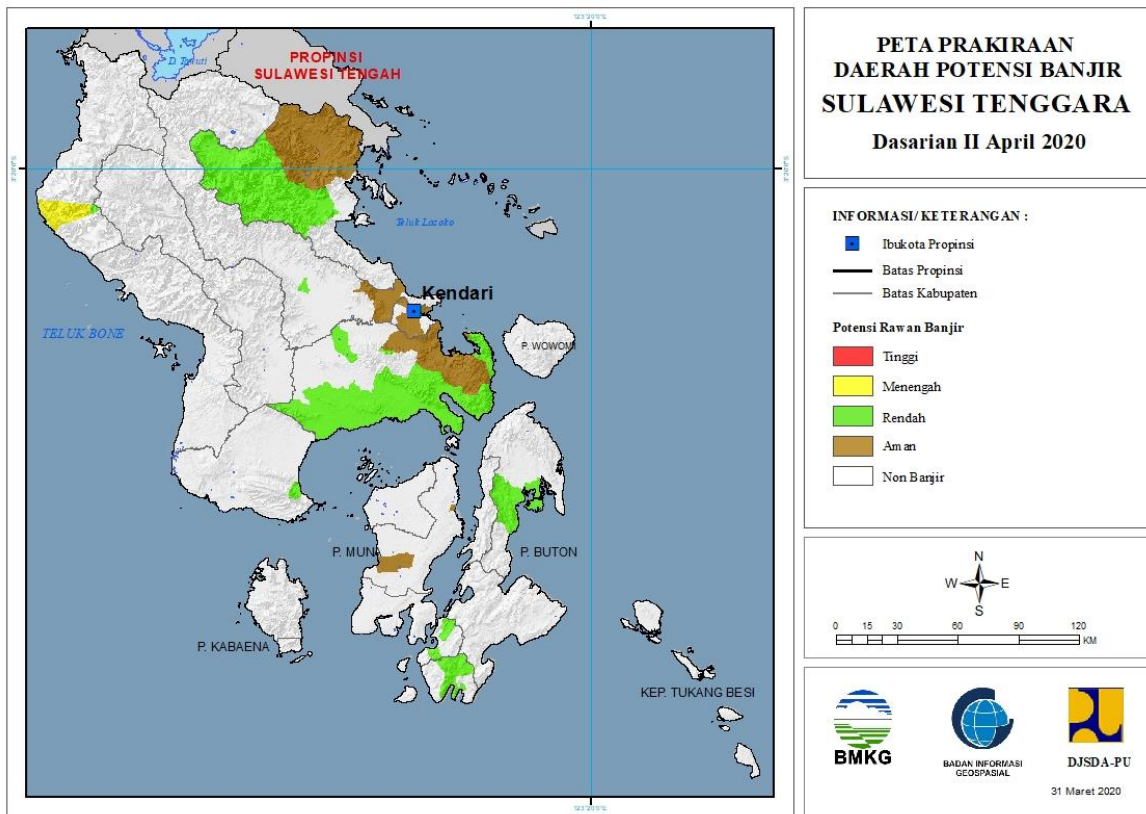 PETA PRAKIRAAN
DAERAH POTENSI BANJIR
SULAWESI TENGGARA
Dasarian II April 2020
INFORMASI/ KETERANGAN :
Ibukota Propinsi
Batas Propinsi
Batas Kabupaten
Potensi Rawan Banjir
Tinggi
Menengah
Rendah
Aman
Non Banjir
N
W E
S
0 15 30 60 90 120
KM
BMKG
BADAN INFORMASI
GEOSPASIAL
DJSDA-PU
31 Maret 2020
PROPINSI
SULAWESI TENGAH
Teluk Lasolo
Kendari
TELUK BONE
P. WOWONI
P. MUNA
P. BUTON
P. KABAENA
KEP. TUKANG BESI